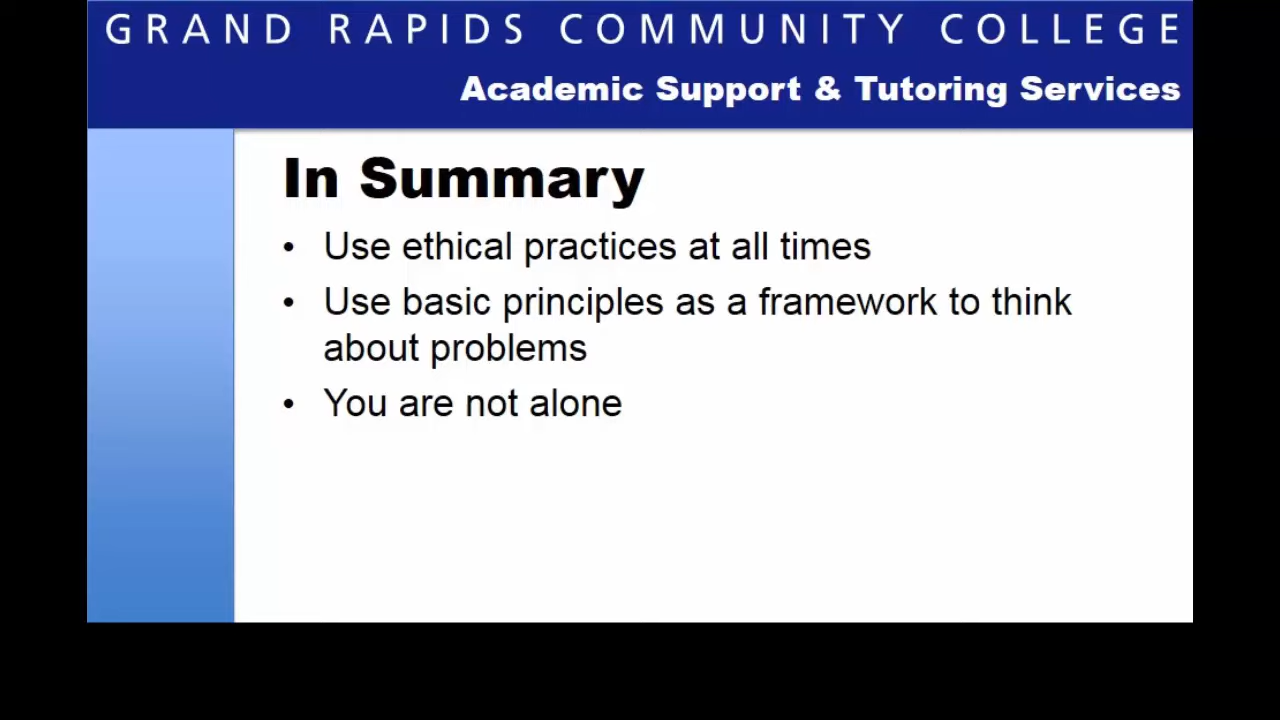 GRAND RAPIDS COMMUNITY COLLEGE
Academic Support & Tutoring Services
In Summary
• Use ethical practices at all times
• Use basic principles as a framework to think
about problems
• You are not alone